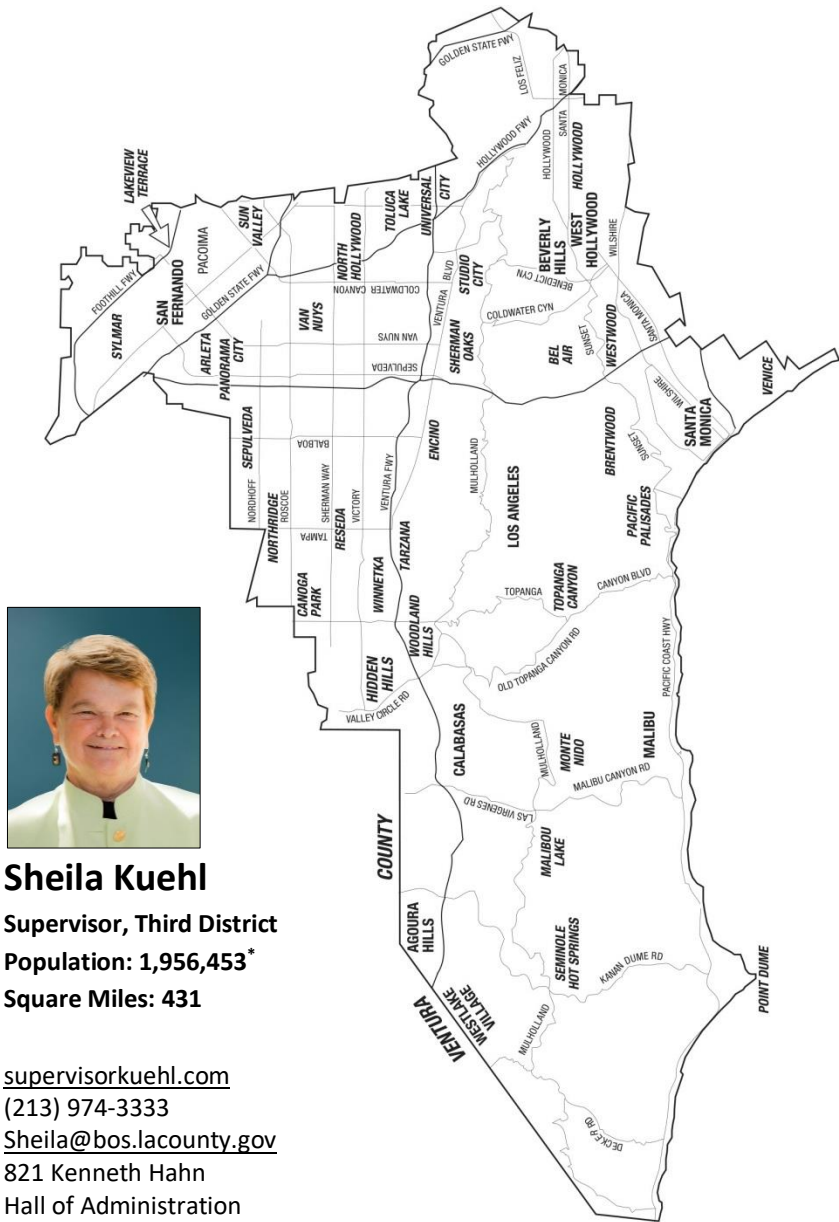 GOLDEN STATE FWY
LOS FELIZ
SANTA MONICA
HOLLYWOOD
HOLLYWOOD FWY
HOLLYWOOD
LAKEVIEW
TERRACE
FOOTHILL FWY
PACOIMA
SUN
VALLEY
SAN
FERNANDO
GOLDEN STATE FWY
SYLMAR
ARLETA
PANORAMA
CITY
NORTH
HOLLYWOOD
TOLUCA
LAKE
UNIVERSAL
CITY
COLDWATER CANYON
VENTURA BLVD
STUDIO
CITY
BEVERLY
HILLS
WEST
HOLLYWOOD
WILSHIRE
BENEDICT CYN
COLDWATER CYN
VAN
NUYS
VAN NUYS
SEPULVEDA
SHERMAN
OAKS
BEL
AIR
SUNSET
WESTWOOD
SANTA MONICA
WILSHIRE
VENICE
SANTA
MONICA
SUNSET
BRENTWOOD
SEPULVEDA
BALBOA
ENCINO
MULHOLLAND
LOS ANGELES
PACIFIC
PALISADES
NORDHOFF
NORTHRIDGE
ROSCOE
TAMPA
SHERMAN WAY
RESEDA
VICTORY
VENTURA FWY
TARZANA
CANOGA
PARK
WINNETKA
WOODLAND
HILLS
TOPANGA
TOPANGA
CANYON
CANYON BLVD
OLD TOPANGA CANYON RD
PACIFIC COAST HWY
HIDDEN
HILLS
VALLEY CIRCLE RD
CALABASAS
MULHOLLAND
MONTE
NIDO
MALIBU
MALIBU CANYON RD
LAS VIRGENES RD
COUNTY
MALIBOU
LAKE
AGOURA
HILLS
SEMINOLE
HOT SPRINGS
KANAN DUME RD
POINT DUME
VENTURA
WESTLAKE
VILLAGE
MULHOLLAND
DECKER RD
Sheila Kuehl
Supervisor, Third District
Population: 1,956,453*
Square Miles: 431
supervisorkuehl.com
(213) 974-3333
Sheila@bos.lacounty.gov
821 Kenneth Hahn
Hall of Administration